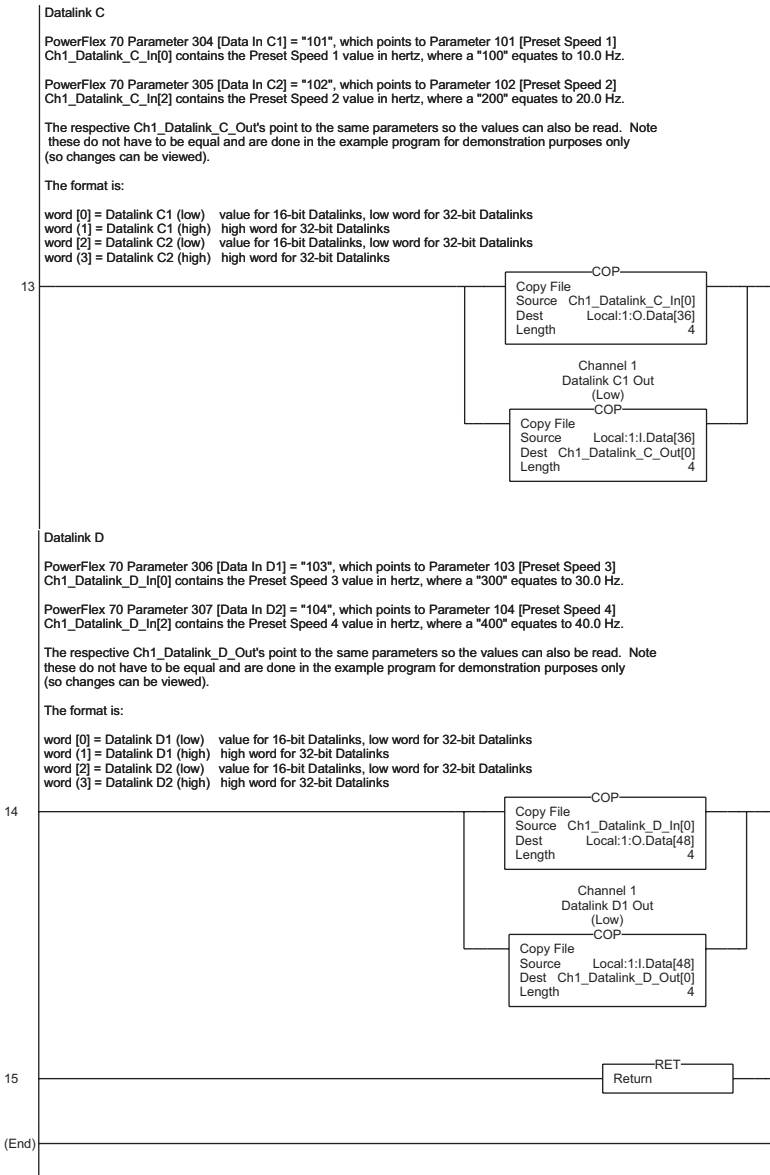 Datalink C
PowerFlex 70 Parameter 304 [Data In C1] = "101", which points to Parameter 101 [Preset Speed 1]
Ch1_Datalink_C_In[0] contains the Preset Speed 1 value in hertz, where a "100" equates to 10.0 Hz.
PowerFlex 70 Parameter 305 [Data In C2] = "102", which points to Parameter 102 [Preset Speed 2]
Ch1_Datalink_C_In[2] contains the Preset Speed 2 value in hertz, where a "200" equates to 20.0 Hz.
The respective Ch1_Datalink_C_Out's point to the same parameters so the values can also be read. Note
these do not have to be equal and are done in the example program for demonstration purposes only
(so changes can be viewed).
The format is:
word [0] = Datalink C1 (low) value for 16-bit Datalinks, low word for 32-bit Datalinks
word (1] = Datalink C1 (high) high word for 32-bit Datalinks
word [2] = Datalink C2 (low) value for 16-bit Datalinks, low word for 32-bit Datalinks
word (3] = Datalink C2 (high) high word for 32-bit Datalinks
13
COP
Copy File
Source Ch1_Datalink_C_In[0]
Dest Local:1:O.Data[36]
Length 4
Channel 1
Datalink C1 Out
(Low)
COP
Copy File
Source Local:1:I.Data[36]
Dest Ch1_Datalink_C_Out[0]
Length 4
Datalink D
PowerFlex 70 Parameter 306 [Data In D1] = "103", which points to Parameter 103 [Preset Speed 3]
Ch1_Datalink_D_In[0] contains the Preset Speed 3 value in hertz, where a "300" equates to 30.0 Hz.
PowerFlex 70 Parameter 307 [Data In D2] = "104", which points to Parameter 104 [Preset Speed 4]
Ch1_Datalink_D_In[2] contains the Preset Speed 4 value in hertz, where a "400" equates to 40.0 Hz.
The respective Ch1_Datalink_D_Out's point to the same parameters so the values can also be read. Note
these do not have to be equal and are done in the example program for demonstration purposes only
(so changes can be viewed).
The format is:
word [0] = Datalink D1 (low) value for 16-bit Datalinks, low word for 32-bit Datalinks
word (1] = Datalink D1 (high) high word for 32-bit Datalinks
word [2] = Datalink D2 (low) value for 16-bit Datalinks, low word for 32-bit Datalinks
word (3] = Datalink D2 (high) high word for 32-bit Datalinks
14
COP
Copy File
Source Ch1_Datalink_D_In[0]
Dest Local:1:O.Data[48]
Length 4
Channel 1
Datalink D1 Out
(Low)
COP
Copy File
Source Local:1:I.Data[48]
Dest Ch1_Datalink_D_Out[0]
Length 4
15
RET
Return
(End)